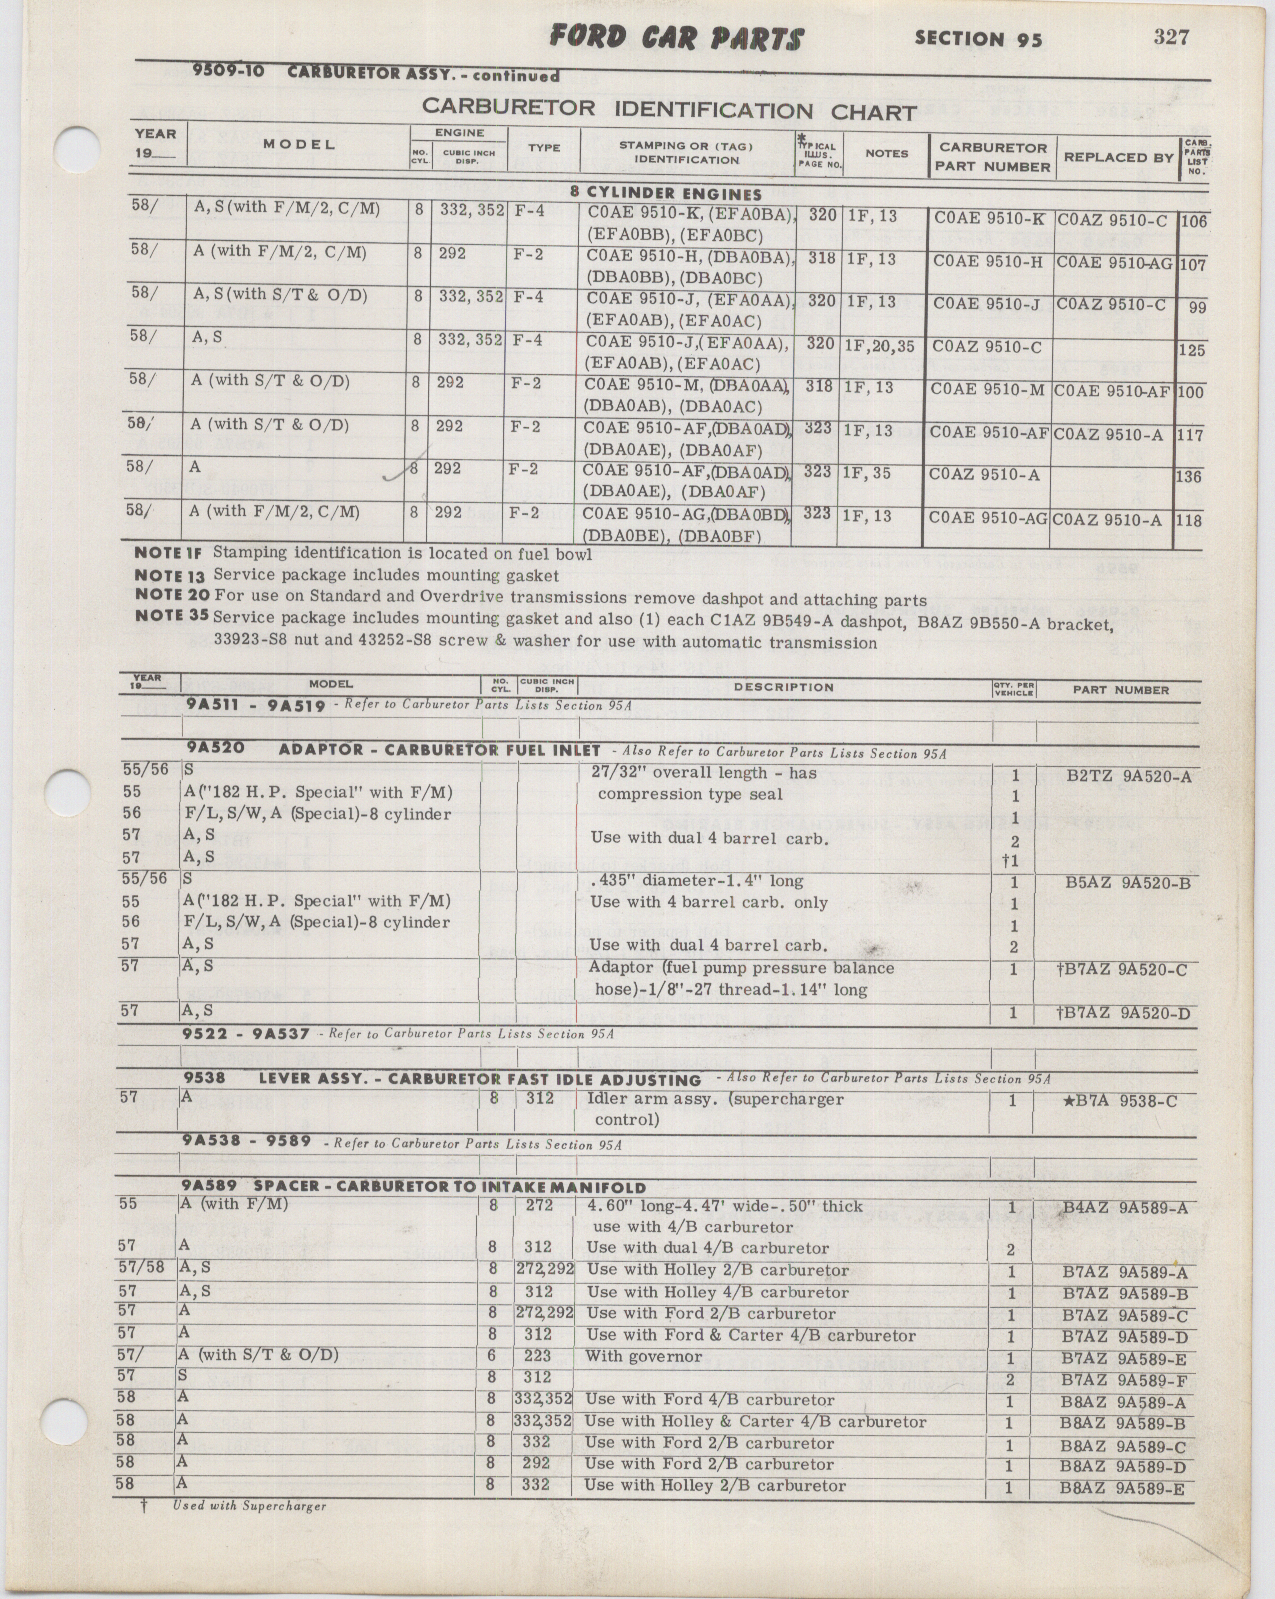 FORD CAR PARTS SECTION 95 327
9509-10 CARBURETOR ASSY. - continued
CARBURETOR IDENTIFICATION CHART
YEAR 19__ MODEL ENGINE NO. CYL. CUBIC INCH DISP. TYPE STAMPING OR (TAG) IDENTIFICATION * TYPICAL ILLUS. PAGE NO. NOTES CARBURETOR PART NUMBER REPLACED BY CARB. PARTS LIST NO.
8 CYLINDER ENGINES
58/ A, S (with F/M/2, C/M) 8 332, 352 F-4 C0AE 9510-K, (EFA0BA), 320 1F, 13 C0AE 9510-K C0AZ 9510-C 106
(EFA0BB), (EFA0BC)
58/ A (with F/M/2, C/M) 8 292 F-2 C0AE 9510-H, (DBA0BA), 318 1F, 13 C0AE 9510-H C0AE 9510-AG 107
(DBA0BB), (DBA0BC)
58/ A, S (with S/T & O/D) 8 332, 352 F-4 C0AE 9510-J, (EFA0AA), 320 1F, 13 C0AE 9510-J C0AZ 9510-C 99
(EFA0AB), (EFA0AC)
58/ A, S 8 332, 352 F-4 C0AE 9510-J,(EFA0AA), 320 1F,20,35 C0AZ 9510-C 125
(EFA0AB), (EFA0AC)
58/ A (with S/T & O/D) 8 292 F-2 C0AE 9510-M, (DBA0AA), 318 1F, 13 C0AE 9510-M C0AE 9510-AF 100
(DBA0AB), (DBA0AC)
58/ A (with S/T & O/D) 8 292 F-2 C0AE 9510-AF,(DBA0AD), 323 1F, 13 C0AE 9510-AF C0AZ 9510-A 117
(DBA0AE), (DBA0AF)
58/ A 8 292 F-2 C0AE 9510-AF,(DBA0AD), 323 1F, 35 C0AZ 9510-A 136
(DBA0AE), (DBA0AF)
58/ A (with F/M/2, C/M) 8 292 F-2 C0AE 9510-AG,(DBA0BD), 323 1F, 13 C0AE 9510-AG C0AZ 9510-A 118
(DBA0BE), (DBA0BF)
NOTE 1F Stamping identification is located on fuel bowl
NOTE 13 Service package includes mounting gasket
NOTE 20 For use on Standard and Overdrive transmissions remove dashpot and attaching parts
NOTE 35 Service package includes mounting gasket and also (1) each C1AZ 9B549-A dashpot, B8AZ 9B550-A bracket,
33923-S8 nut and 43252-S8 screw & washer for use with automatic transmission
YEAR 19__ MODEL NO. CYL. CUBIC INCH DISP. DESCRIPTION QTY. PER VEHICLE PART NUMBER
9A511 - 9A519 - Refer to Carburetor Parts Lists Section 95A
9A520 ADAPTOR - CARBURETOR FUEL INLET - Also Refer to Carburetor Parts Lists Section 95A
55/56 S 27/32" overall length - has 1 B2TZ 9A520-A
55 A ("182 H.P. Special" with F/M) compression type seal 1
56 F/L, S/W, A (Special)-8 cylinder 1
57 A, S Use with dual 4 barrel carb. 2
57 A, S †1
55/56 S .435" diameter-1.4" long 1 B5AZ 9A520-B
55 A ("182 H.P. Special" with F/M) Use with 4 barrel carb. only 1
56 F/L, S/W, A (Special)-8 cylinder 1
57 A, S Use with dual 4 barrel carb. 2
57 A, S Adaptor (fuel pump pressure balance 1 †B7AZ 9A520-C
hose)-1/8"-27 thread-1.14" long
57 A, S 1 †B7AZ 9A520-D
9522 - 9A537 - Refer to Carburetor Parts Lists Section 95A
9538 LEVER ASSY. - CARBURETOR FAST IDLE ADJUSTING - Also Refer to Carburetor Parts Lists Section 95A
57 A 8 312 Idler arm assy. (supercharger 1 ★B7A 9538-C
control)
9A538 - 9589 - Refer to Carburetor Parts Lists Section 95A
9A589 SPACER - CARBURETOR TO INTAKE MANIFOLD
55 A (with F/M) 8 272 4.60" long-4.47' wide-.50" thick 1 B4AZ 9A589-A
use with 4/B carburetor
57 A 8 312 Use with dual 4/B carburetor 2
57/58 A, S 8 272,292 Use with Holley 2/B carburetor 1 B7AZ 9A589-A
57 A, S 8 312 Use with Holley 4/B carburetor 1 B7AZ 9A589-B
57 A 8 272,292 Use with Ford 2/B carburetor 1 B7AZ 9A589-C
57 A 8 312 Use with Ford & Carter 4/B carburetor 1 B7AZ 9A589-D
57/ A (with S/T & O/D) 6 223 With governor 1 B7AZ 9A589-E
57 S 8 312 2 B7AZ 9A589-F
58 A 8 332,352 Use with Ford 4/B carburetor 1 B8AZ 9A589-A
58 A 8 332,352 Use with Holley & Carter 4/B carburetor 1 B8AZ 9A589-B
58 A 8 332 Use with Ford 2/B carburetor 1 B8AZ 9A589-C
58 A 8 292 Use with Ford 2/B carburetor 1 B8AZ 9A589-D
58 A 8 332 Use with Holley 2/B carburetor 1 B8AZ 9A589-E
† Used with Supercharger